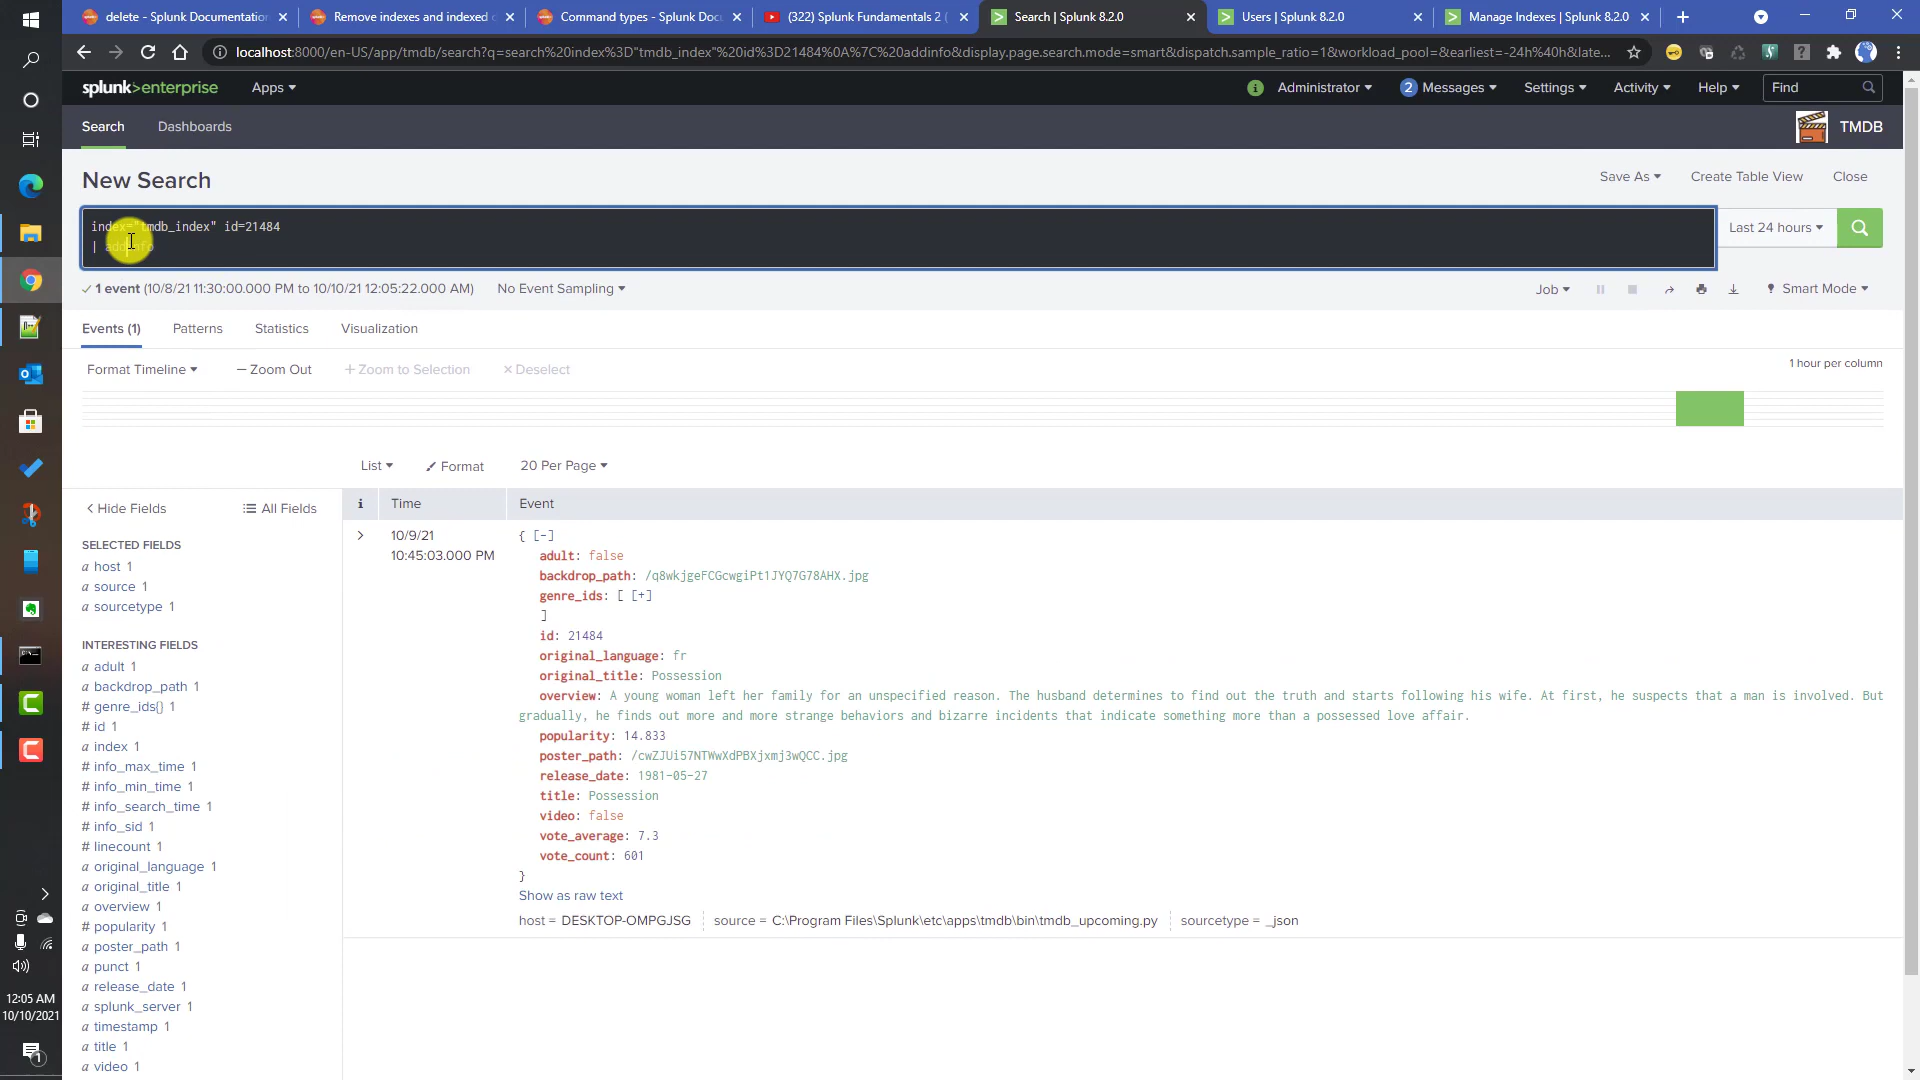 delete - Splunk Documentation
Remove indexes and indexed
Command types - Splunk Docu
(322) Splunk Fundamentals 2 (
Search | Splunk 8.2.0
Users | Splunk 8.2.0
Manage Indexes | Splunk 8.2.0
localhost:8000/en-US/app/tmdb/search?q=search%20index%3D"tmdb_index"%20id%3D21484%0A%7C%20addinfo&display.page.search.mode=smart&dispatch.sample_ratio=1&workload_pool=&earliest=-24h%40h&late...
splunk>enterprise Apps
Administrator 2 Messages Settings Activity Help Find
Search Dashboards
TMDB
New Search
Save As Create Table View Close
index="tmdb_index" id=21484
| addinfo
Last 24 hours
1 event (10/8/21 11:30:00.000 PM to 10/10/21 12:05:22.000 AM) No Event Sampling
Job Smart Mode
Events (1) Patterns Statistics Visualization
Format Timeline — Zoom Out + Zoom to Selection × Deselect
1 hour per column
List Format 20 Per Page
< Hide Fields All Fields
i Time Event
SELECTED FIELDS
a host 1
a source 1
a sourcetype 1
INTERESTING FIELDS
a adult 1
a backdrop_path 1
# genre_ids{} 1
# id 1
a index 1
# info_max_time 1
# info_min_time 1
# info_search_time 1
# info_sid 1
# linecount 1
a original_language 1
a original_title 1
a overview 1
# popularity 1
a poster_path 1
a punct 1
a release_date 1
a splunk_server 1
a timestamp 1
a title 1
a video 1
10/9/21
10:45:03.000 PM
{ [-]
adult: false
backdrop_path: /q8wkjgeFCGcwgiPt1JYQ7G78AHX.jpg
genre_ids: [ [+]
]
id: 21484
original_language: fr
original_title: Possession
overview: A young woman left her family for an unspecified reason. The husband determines to find out the truth and starts following his wife. At first, he suspects that a man is involved. But
gradually, he finds out more and more strange behaviors and bizarre incidents that indicate something more than a possessed love affair.
popularity: 14.833
poster_path: /cwZJUi57NTWwXdPBXjxmj3wQCC.jpg
release_date: 1981-05-27
title: Possession
video: false
vote_average: 7.3
vote_count: 601
}
Show as raw text
host = DESKTOP-OMPGJSG source = C:\Program Files\Splunk\etc\apps\tmdb\bin\tmdb_upcoming.py sourcetype = _json
12:05 AM
10/10/2021
1